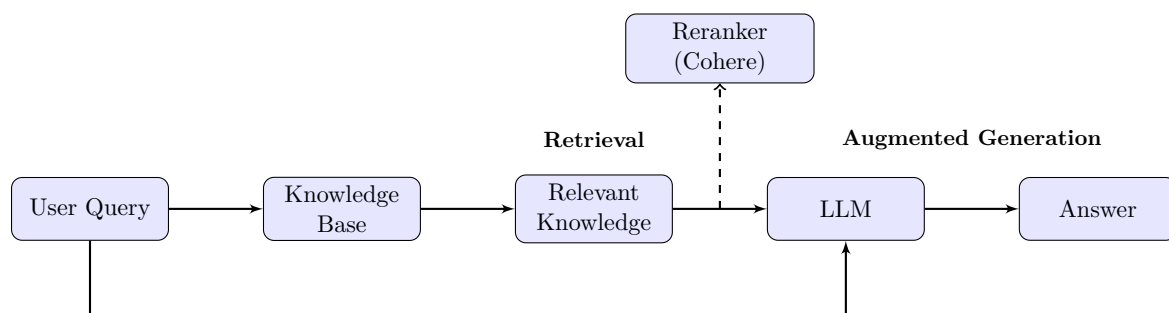 Reranker
(Cohere)
Retrieval
Augmented Generation
User Query
Knowledge
Base
Relevant
Knowledge
LLM
Answer